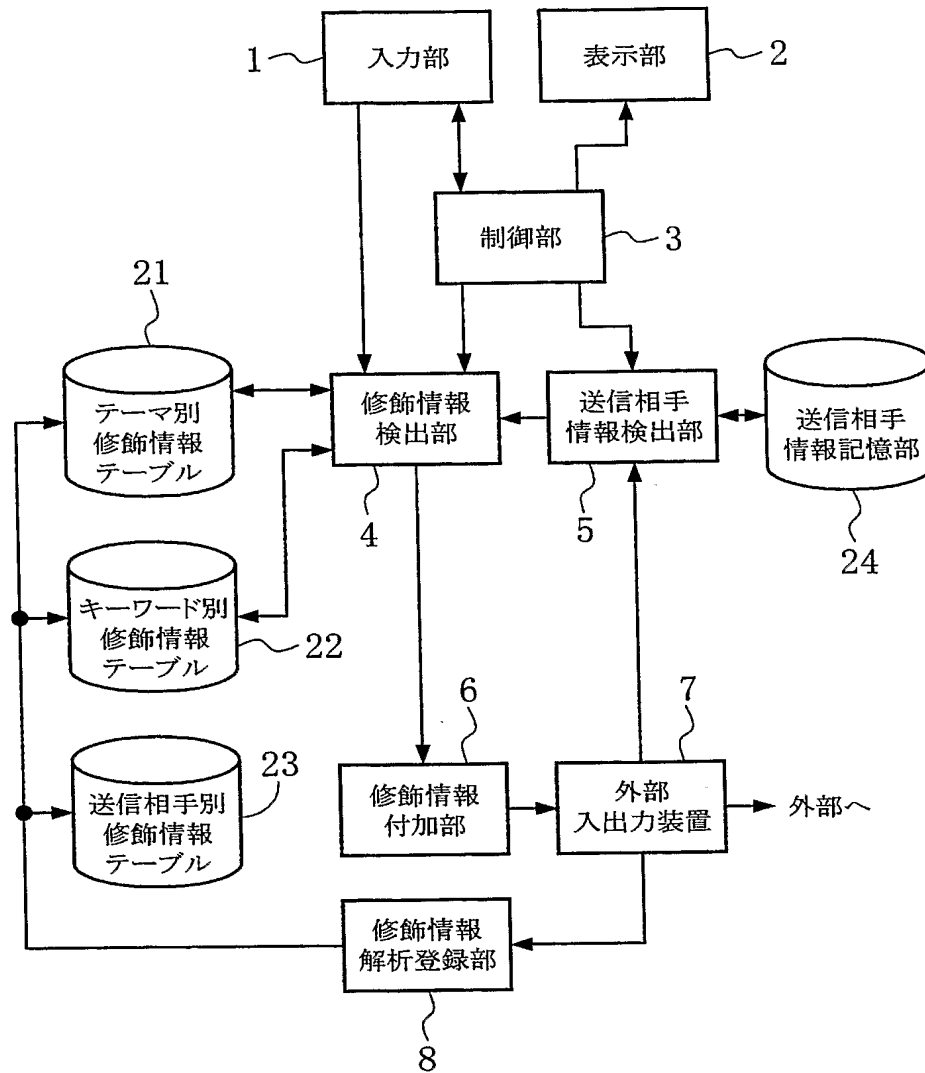 1
入力部
表示部
2
制御部
3
21
テーマ別
修飾情報
テーブル
修飾情報
検出部
4
送信相手
情報検出部
5
送信相手
情報記憶部
24
キーワード別
修飾情報
テーブル
22
6
7
送信相手別
修飾情報
テーブル
23
修飾情報
付加部
外部
入出力装置
外部へ
修飾情報
解析登録部
8